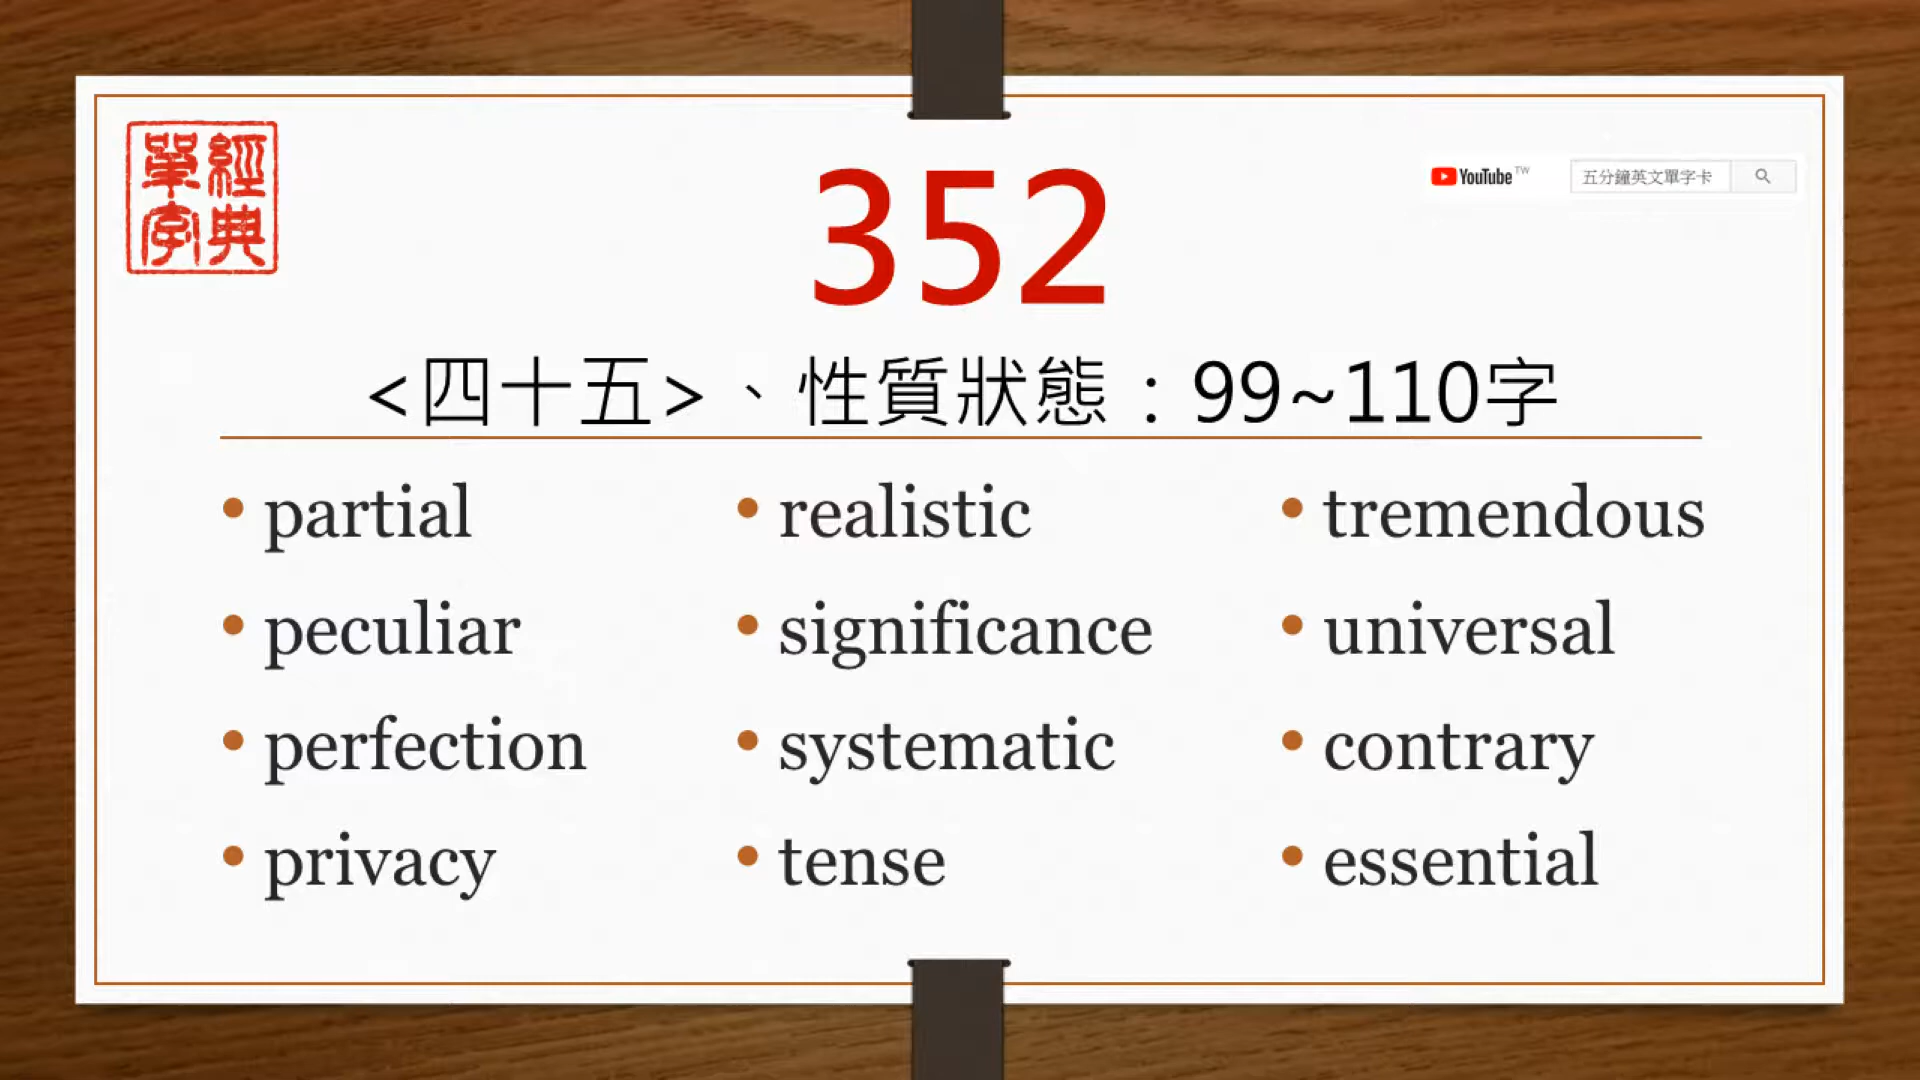 經典
單字
352
YouTube TW
五分鐘英文單字卡
<四十五>、性質狀態：99~110字
• partial
• peculiar
• perfection
• privacy
• realistic
• significance
• systematic
• tense
• tremendous
• universal
• contrary
• essential